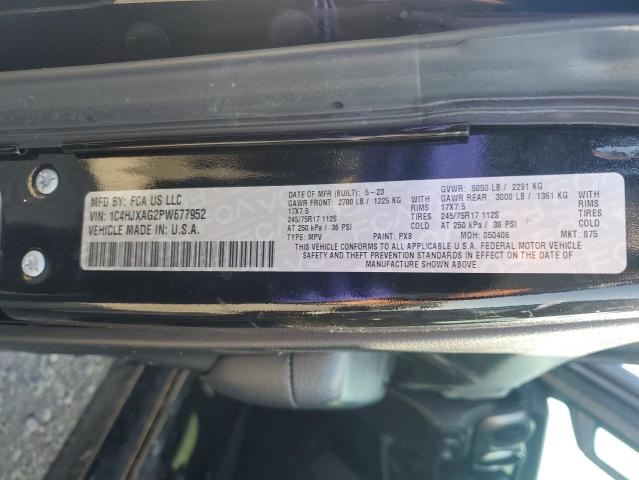 MFD BY: FCA US LLC
VIN: 1C4HJXAG2PW677952
VEHICLE MADE IN: U.S.A.
DATE OF MFR (BUILT): 5-23 GVWR: 5050 LB / 2291 KG
GAWR FRONT: 2700 LB / 1225 KG WITH GAWR REAR: 3000 LB / 1361 KG WITH
17X7.5 RIMS 17X7.5 RIMS
245/75R17 112S TIRES 245/75R17 112S TIRES
AT 250 kPa / 36 PSI AT 250 kPa / 36 PSI
TYPE: MPV PAINT: PX8 MDH: 050406 MKT: 875
THIS VEHICLE CONFORMS TO ALL APPLICABLE U.S.A. FEDERAL MOTOR VEHICLE
SAFETY AND THEFT PREVENTION STANDARDS IN EFFECT ON THE DATE OF
MANUFACTURE SHOWN ABOVE.